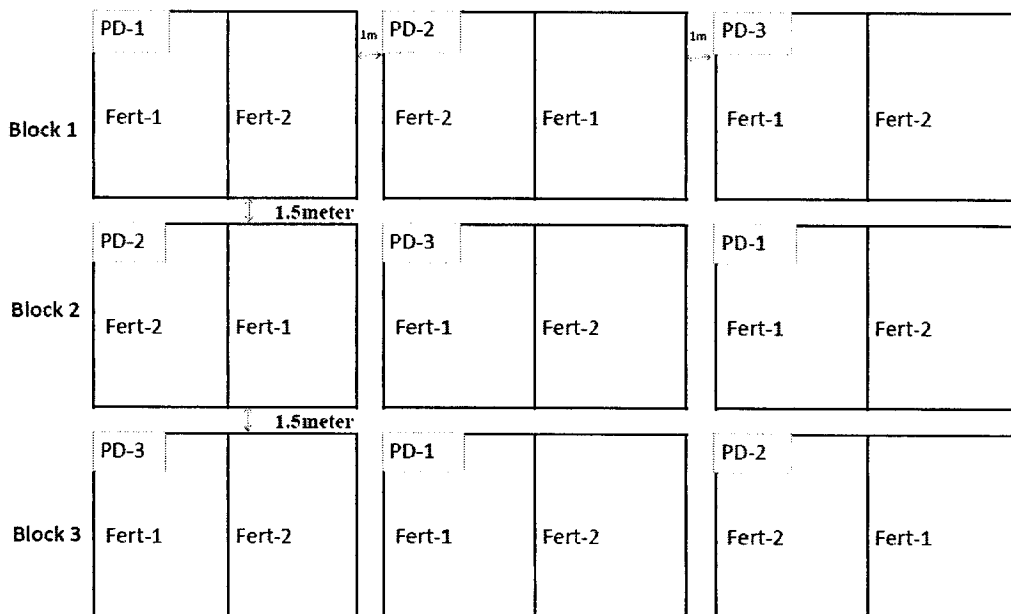 PD-1
1m
PD-2
1m
PD-3
Block 1
Fert-1
Fert-2
Fert-2
Fert-1
Fert-1
Fert-2
1.5meter
PD-2
PD-3
PD-1
Block 2
Fert-2
Fert-1
Fert-1
Fert-2
Fert-1
Fert-2
1.5meter
PD-3
PD-1
PD-2
Block 3
Fert-1
Fert-2
Fert-1
Fert-2
Fert-2
Fert-1